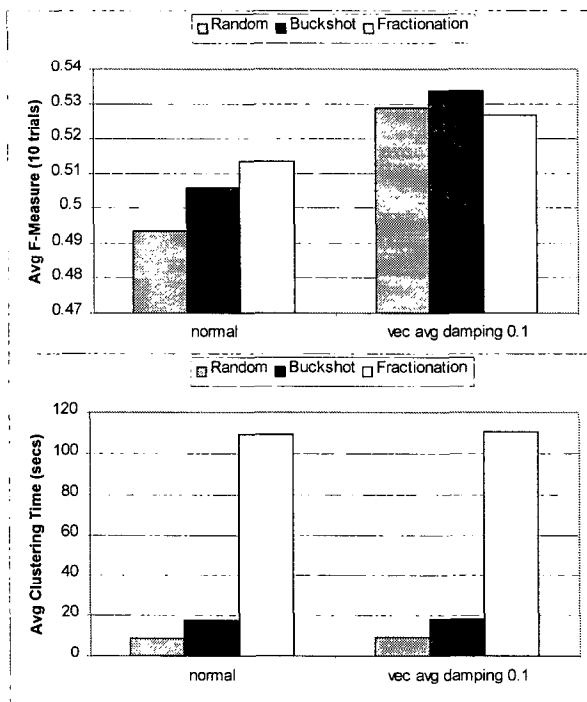 Random Buckshot Fractionation
Avg F-Measure (10 trials)
0.54
0.53
0.52
0.51
0.5
0.49
0.48
0.47
normal vec avg damping 0.1
Random Buckshot Fractionation
Avg Clustering Time (secs)
120
100
80
60
40
20
0
normal vec avg damping 0.1